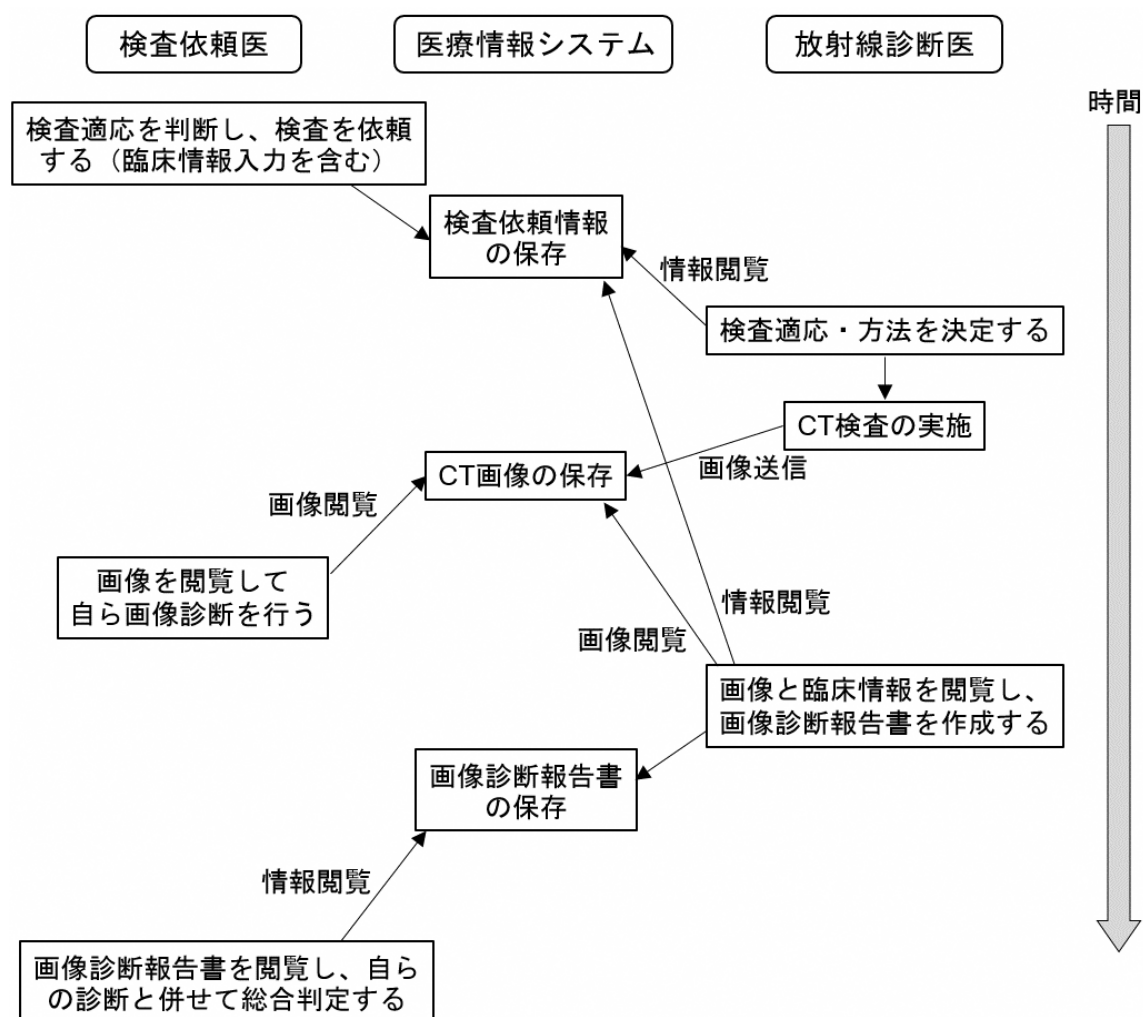 検査依頼医
医療情報システム
放射線診断医
時間
検査適応を判断し、検査を依頼
する（臨床情報入力を含む）
検査依頼情報
の保存
情報閲覧
検査適応・方法を決定する
CT検査の実施
画像送信
CT画像の保存
画像閲覧
画像を閲覧して
自ら画像診断を行う
情報閲覧
画像閲覧
画像と臨床情報を閲覧し、
画像診断報告書を作成する
画像診断報告書
の保存
情報閲覧
画像診断報告書を閲覧し、自ら
の診断と併せて総合判定する